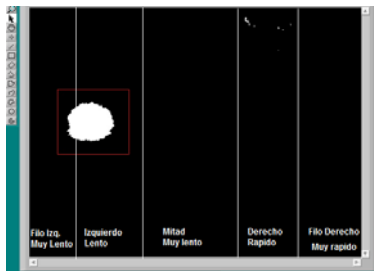 Filo Izq.
Muy Lento
Izquierdo
Lento
Mitad
Muy lento
Derecho
Rapido
Filo Derecho
Muy rapido